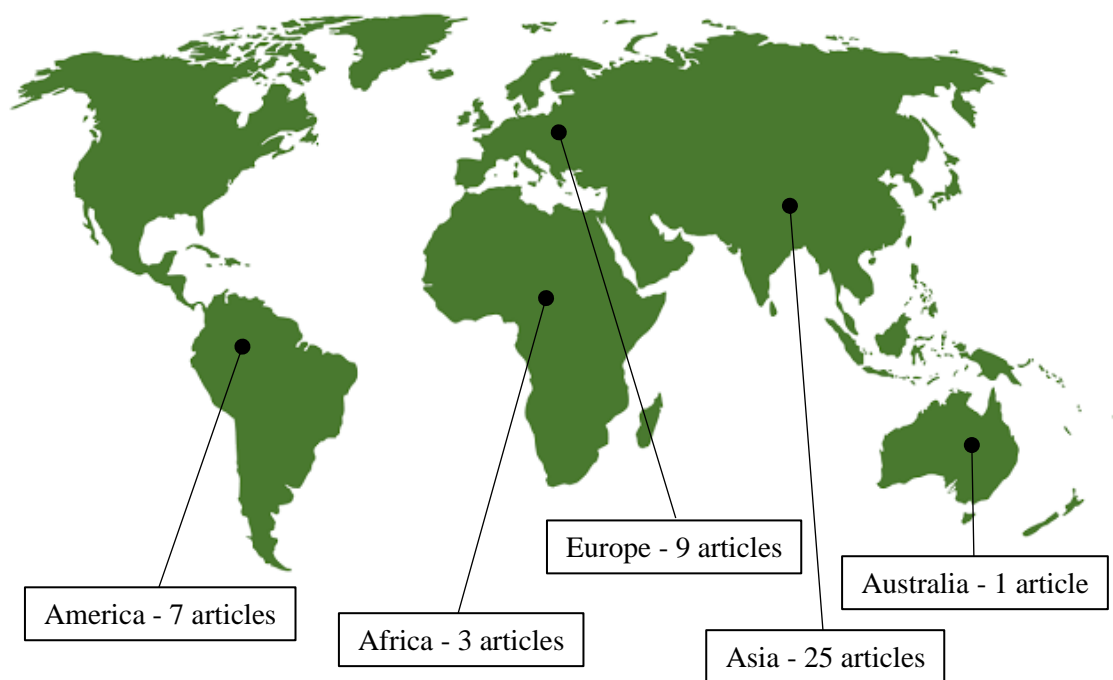 Europe - 9 articles
Australia - 1 article
America - 7 articles
Africa - 3 articles
Asia - 25 articles